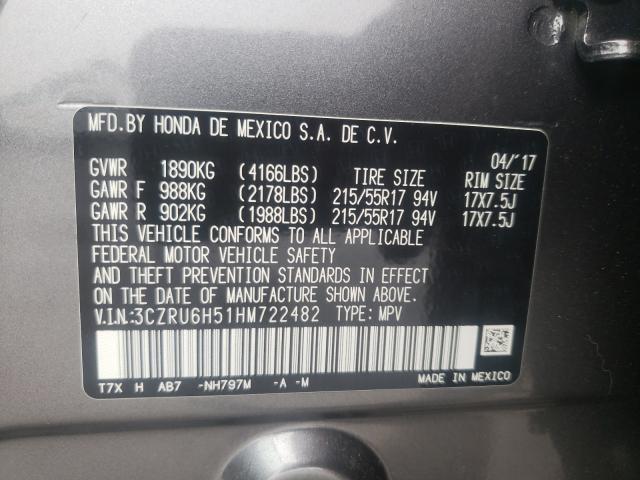 MFD.BY HONDA DE MEXICO S.A. DE C.V.
04/'17
GVWR 1890KG (4166LBS) TIRE SIZE RIM SIZE
GAWR F 988KG (2178LBS) 215/55R17 94V 17X7.5J
GAWR R 902KG (1988LBS) 215/55R17 94V 17X7.5J
THIS VEHICLE CONFORMS TO ALL APPLICABLE
FEDERAL MOTOR VEHICLE SAFETY
AND THEFT PREVENTION STANDARDS IN EFFECT
ON THE DATE OF MANUFACTURE SHOWN ABOVE.
V.I.N.:3CZRU6H51HM722482 TYPE: MPV
T7X H AB7 -NH797M -A -M
MADE IN MEXICO